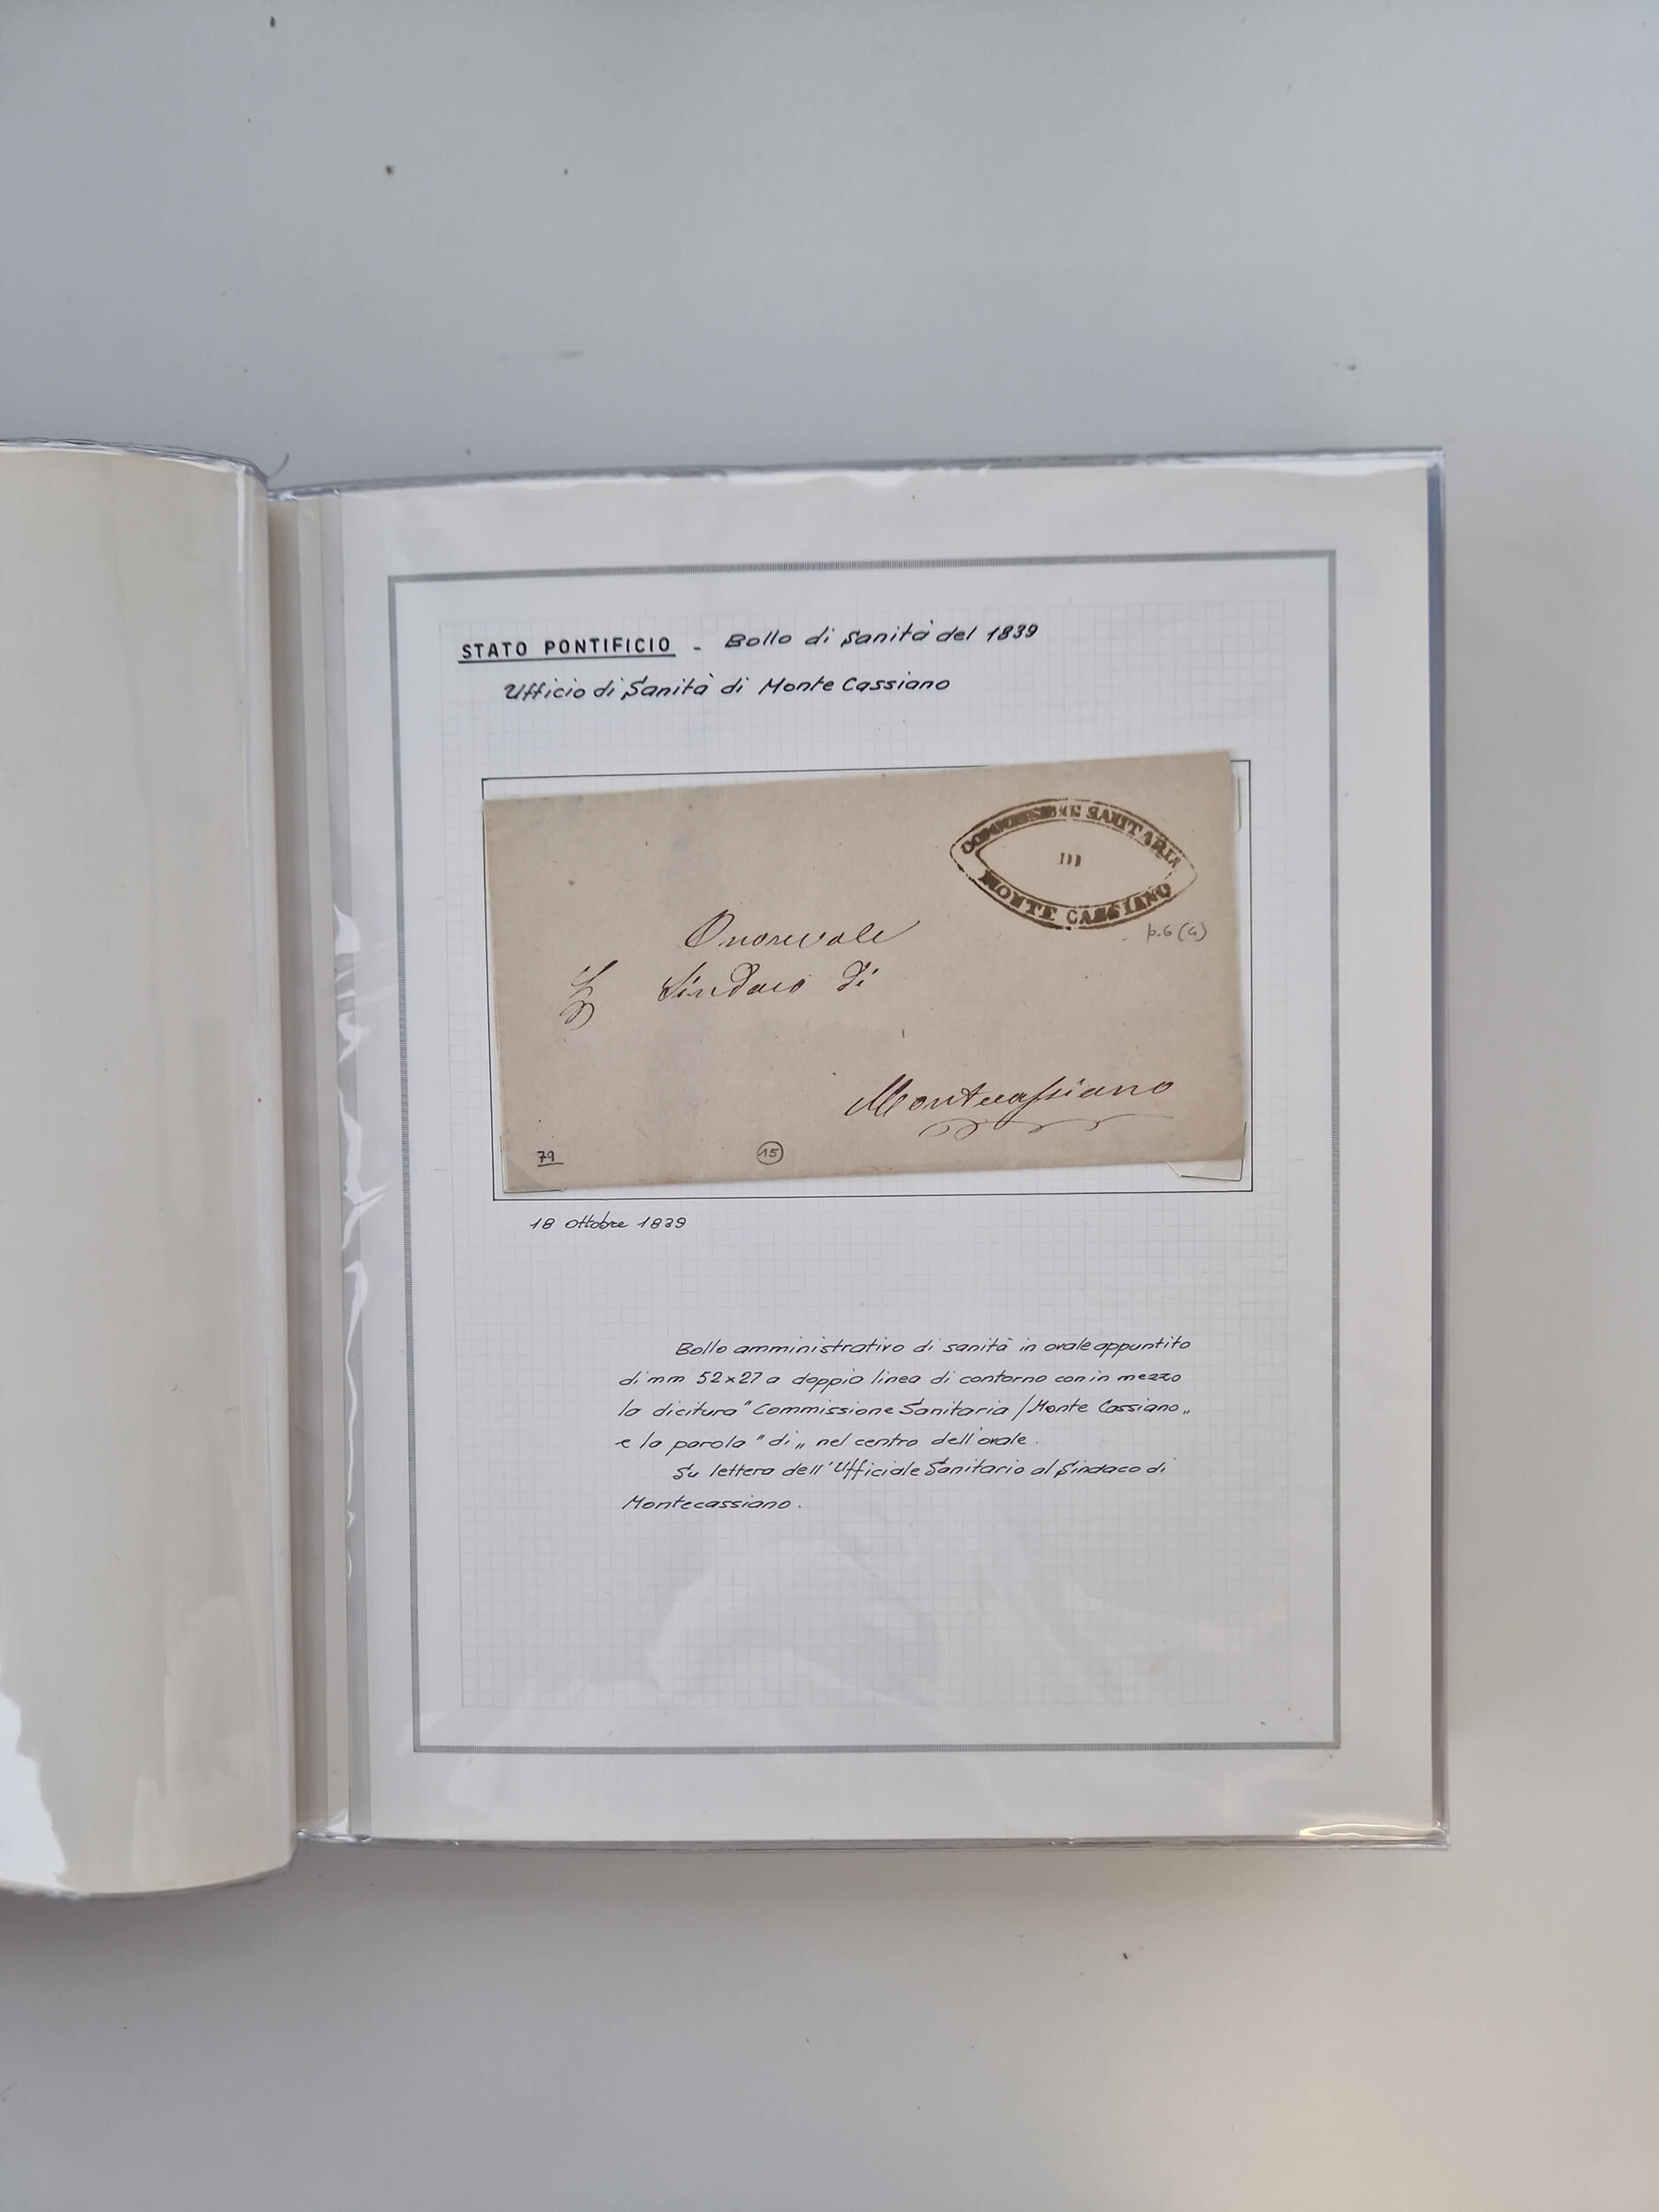 STATO PONTIFICIO - Bollo di Sanità del 1839
Ufficio di Sanità di Monte Cassiano
COMMISSIONE SANITARIA
MONTE CASSIANO
p.6 (4)
Onorevole
Sindaco di
Montecassiano
79
15
18 ottobre 1839
Bollo amministrativo di sanità in ovale appuntito
di mm 52x27 a doppia linea di contorno con in mezzo
la dicitura "Commissione Sanitaria / Monte Cassiano„
e la parola "di„ nel centro dell'ovale.
Su lettera dell'Ufficiale Sanitario al Sindaco di
Montecassiano.